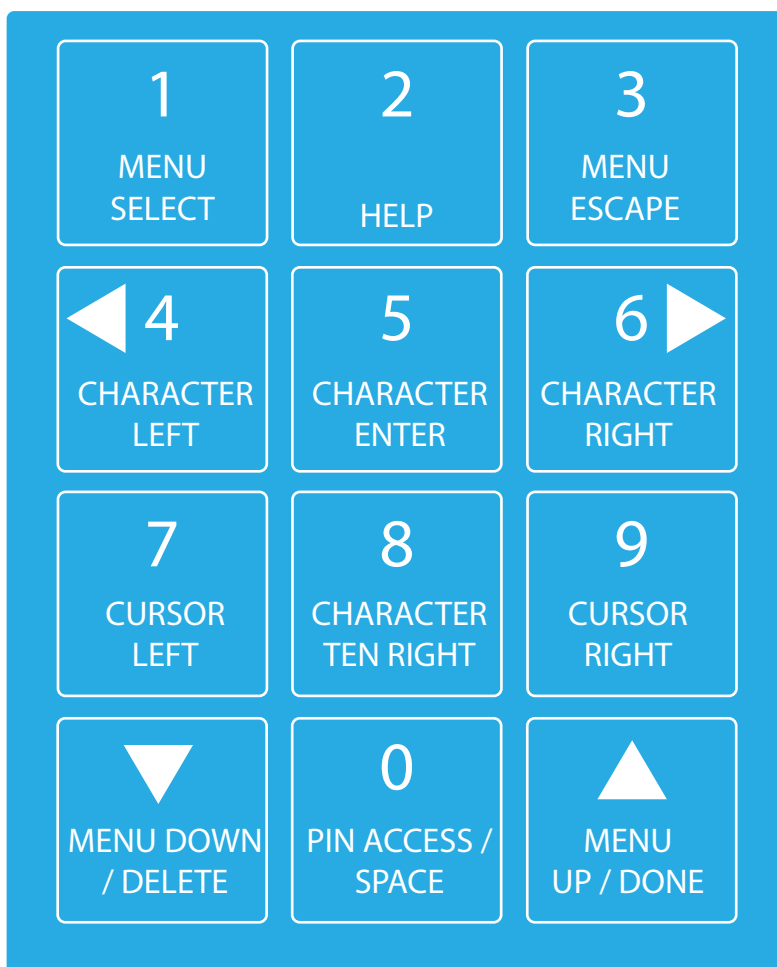 1
MENU
SELECT
2
HELP
3
MENU
ESCAPE
4
CHARACTER
LEFT
5
CHARACTER
ENTER
6
CHARACTER
RIGHT
7
CURSOR
LEFT
8
CHARACTER
TEN RIGHT
9
CURSOR
RIGHT
MENU DOWN
/ DELETE
0
PIN ACCESS /
SPACE
MENU
UP / DONE